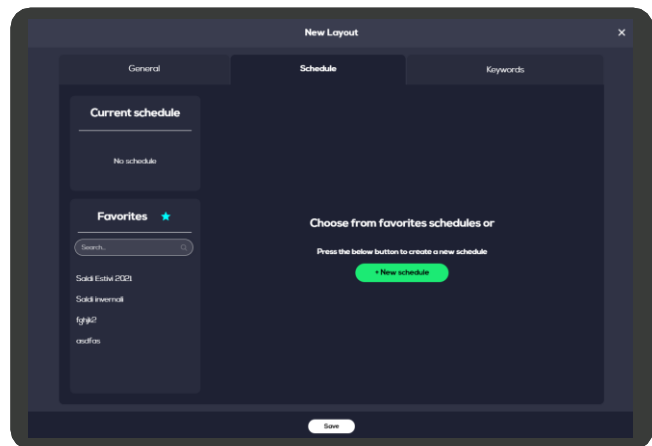 New Layout
General
Schedule
Keywords
Current schedule
No schedule
Favorites
Search..
Saldi Estivi 2021
Saldi invernali
fghjk2
asdfas
Choose from favorites schedules or
Press the below button to create a new schedule
+ New schedule
Save